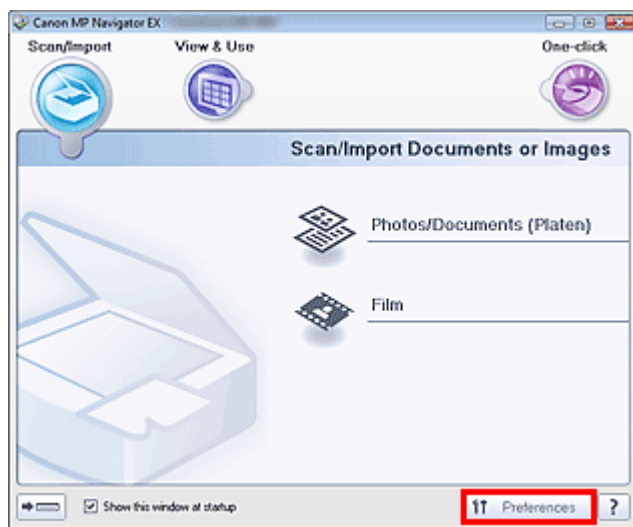 Canon MP Navigator EX
Scan/Import View & Use One-click
Scan/Import Documents or Images
Photos/Documents (Platen)
Film
Show this window at startup Preferences ?